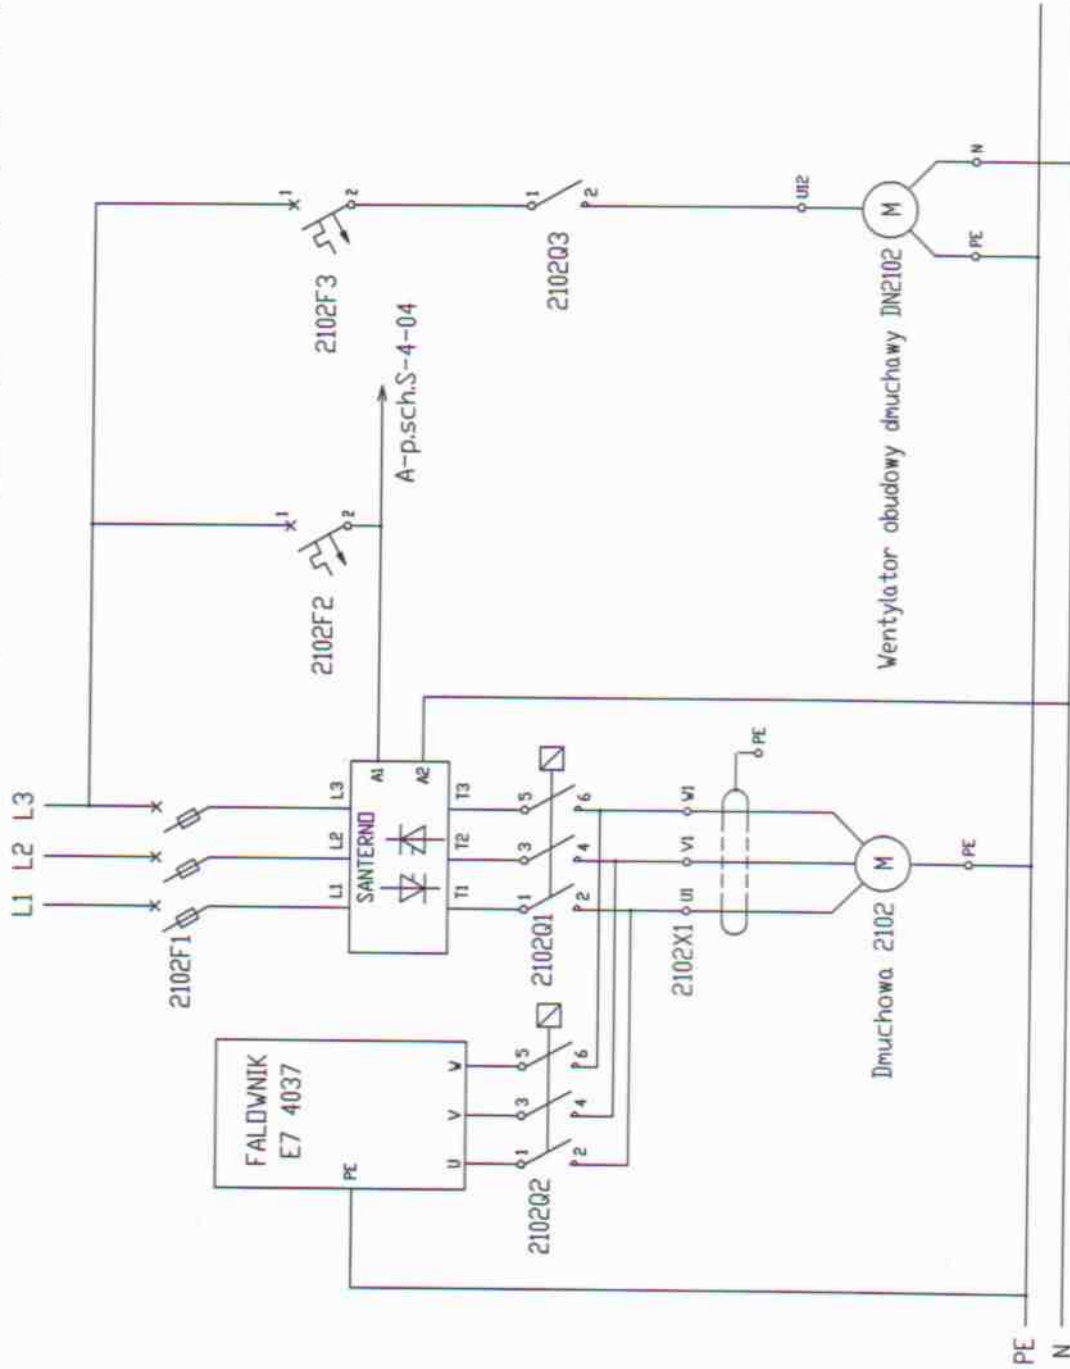 L1 L2 L3
2102F1
L1 L2 L3
SANTERNO
A1
A2
T1 T2 T3
2102F2
1
2
A-p.sch.S-4-04
2102F3
1
2
2102Q3
1
2
U12
M
PE
N
Wentylator obudowy dmuchawy DN2102
FALOWNIK
E7 4037
PE
U V W
2102Q2
1 3 5
2 4 6
2102Q1
1 3 5
2 4 6
2102X1
U1 V1 W1
PE
M
PE
Dmuchowa 2102
PE
N